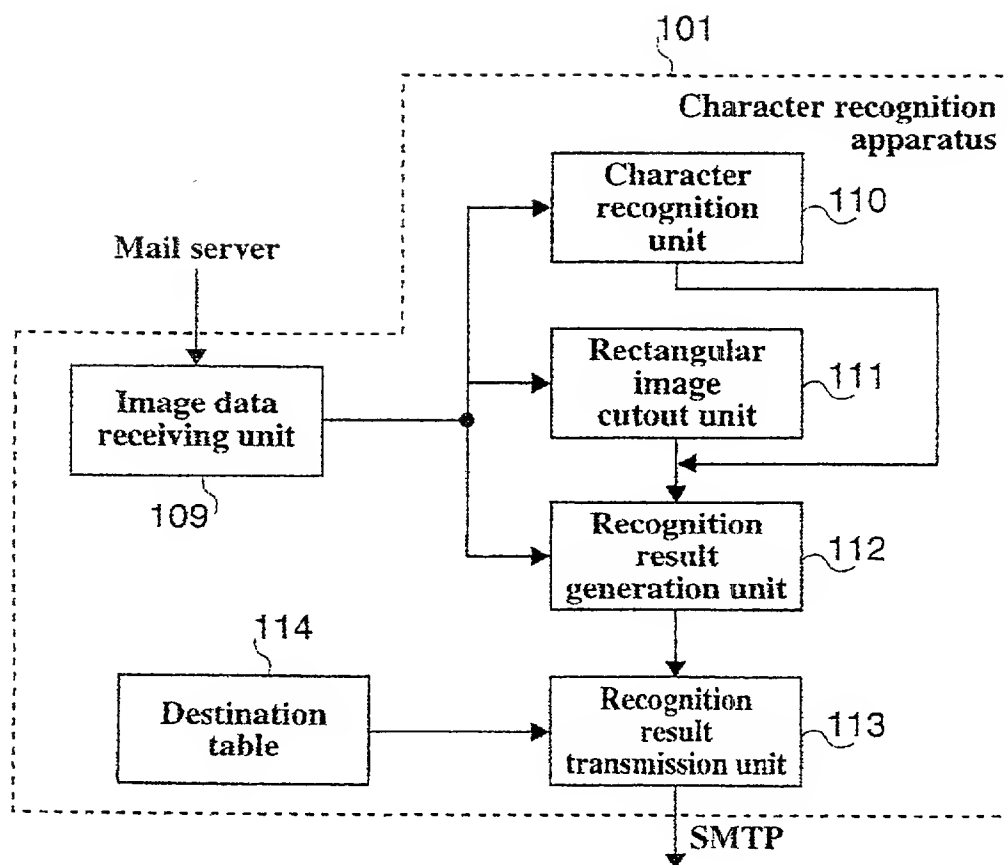 101
Character recognition
apparatus
Character
recognition
unit
110
Mail server
Rectangular
image
cutout unit
111
Image data
receiving unit
109
Recognition
result
generation unit
112
114
Destination
table
Recognition
result
transmission unit
113
SMTP